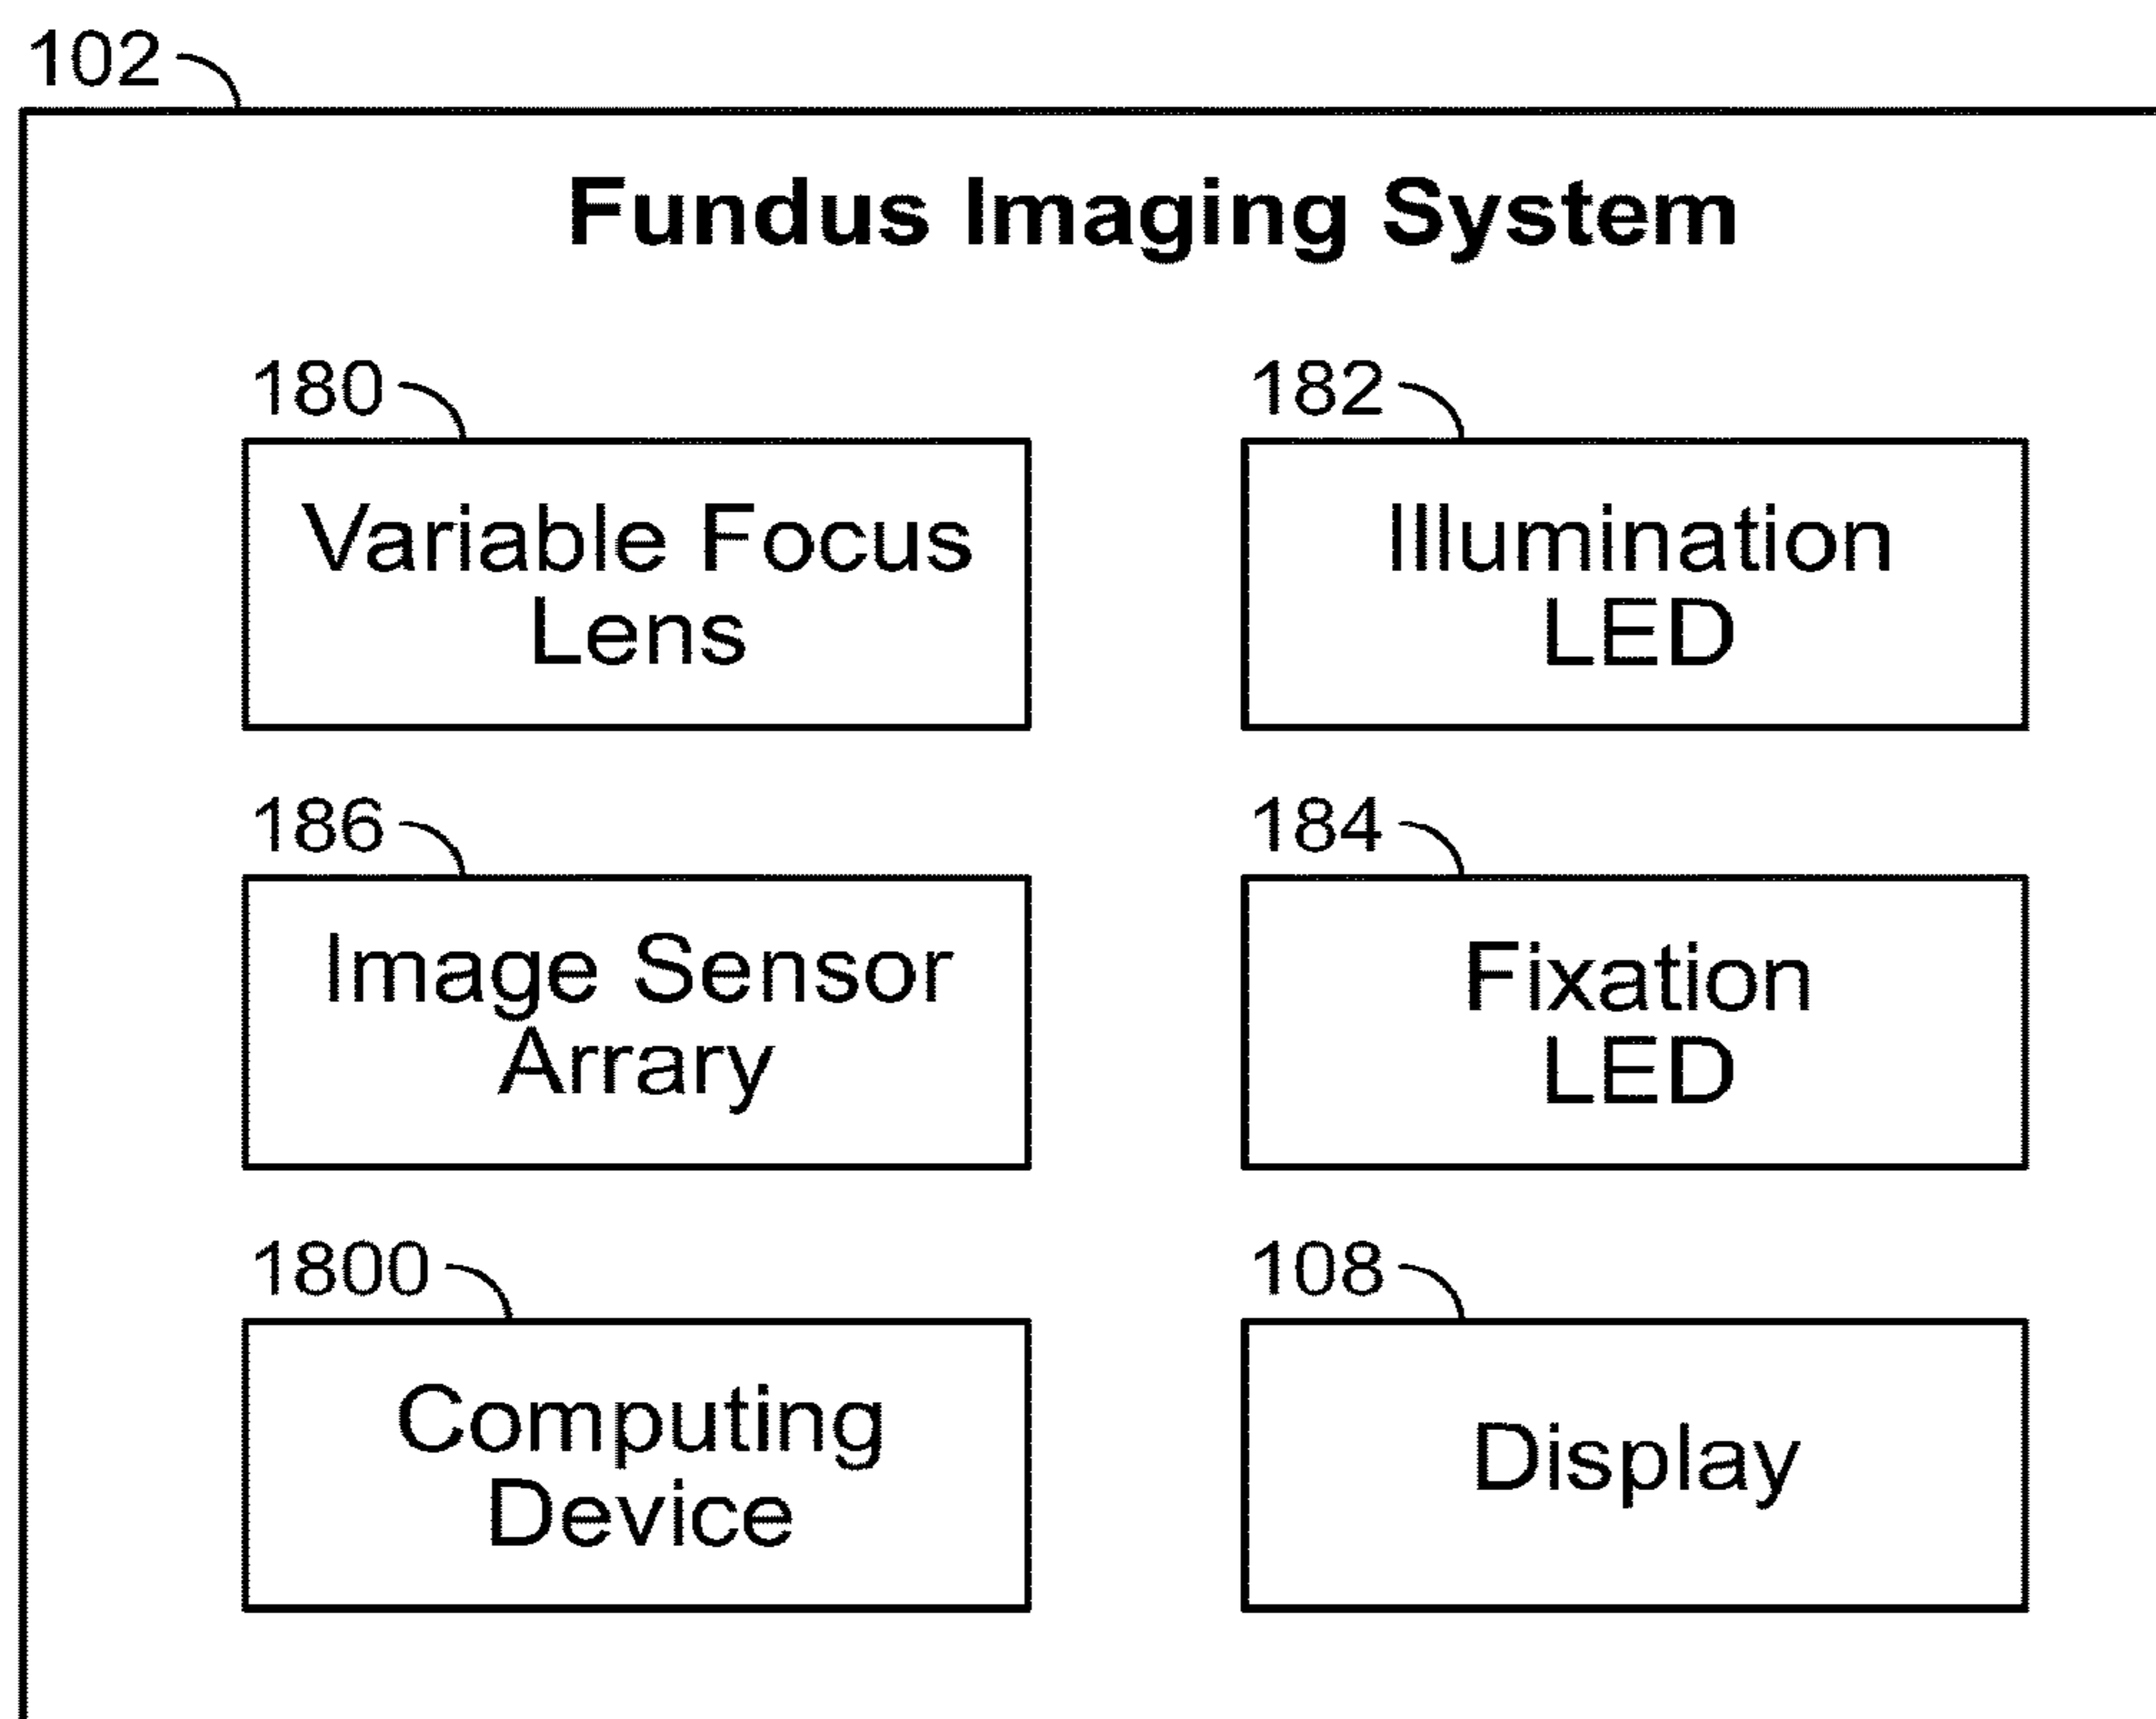 102
Fundus Imaging System
180
Variable Focus
Lens
182
Illumination
LED
186
Image Sensor
Arrary
184
Fixation
LED
1800
Computing
Device
108
Display